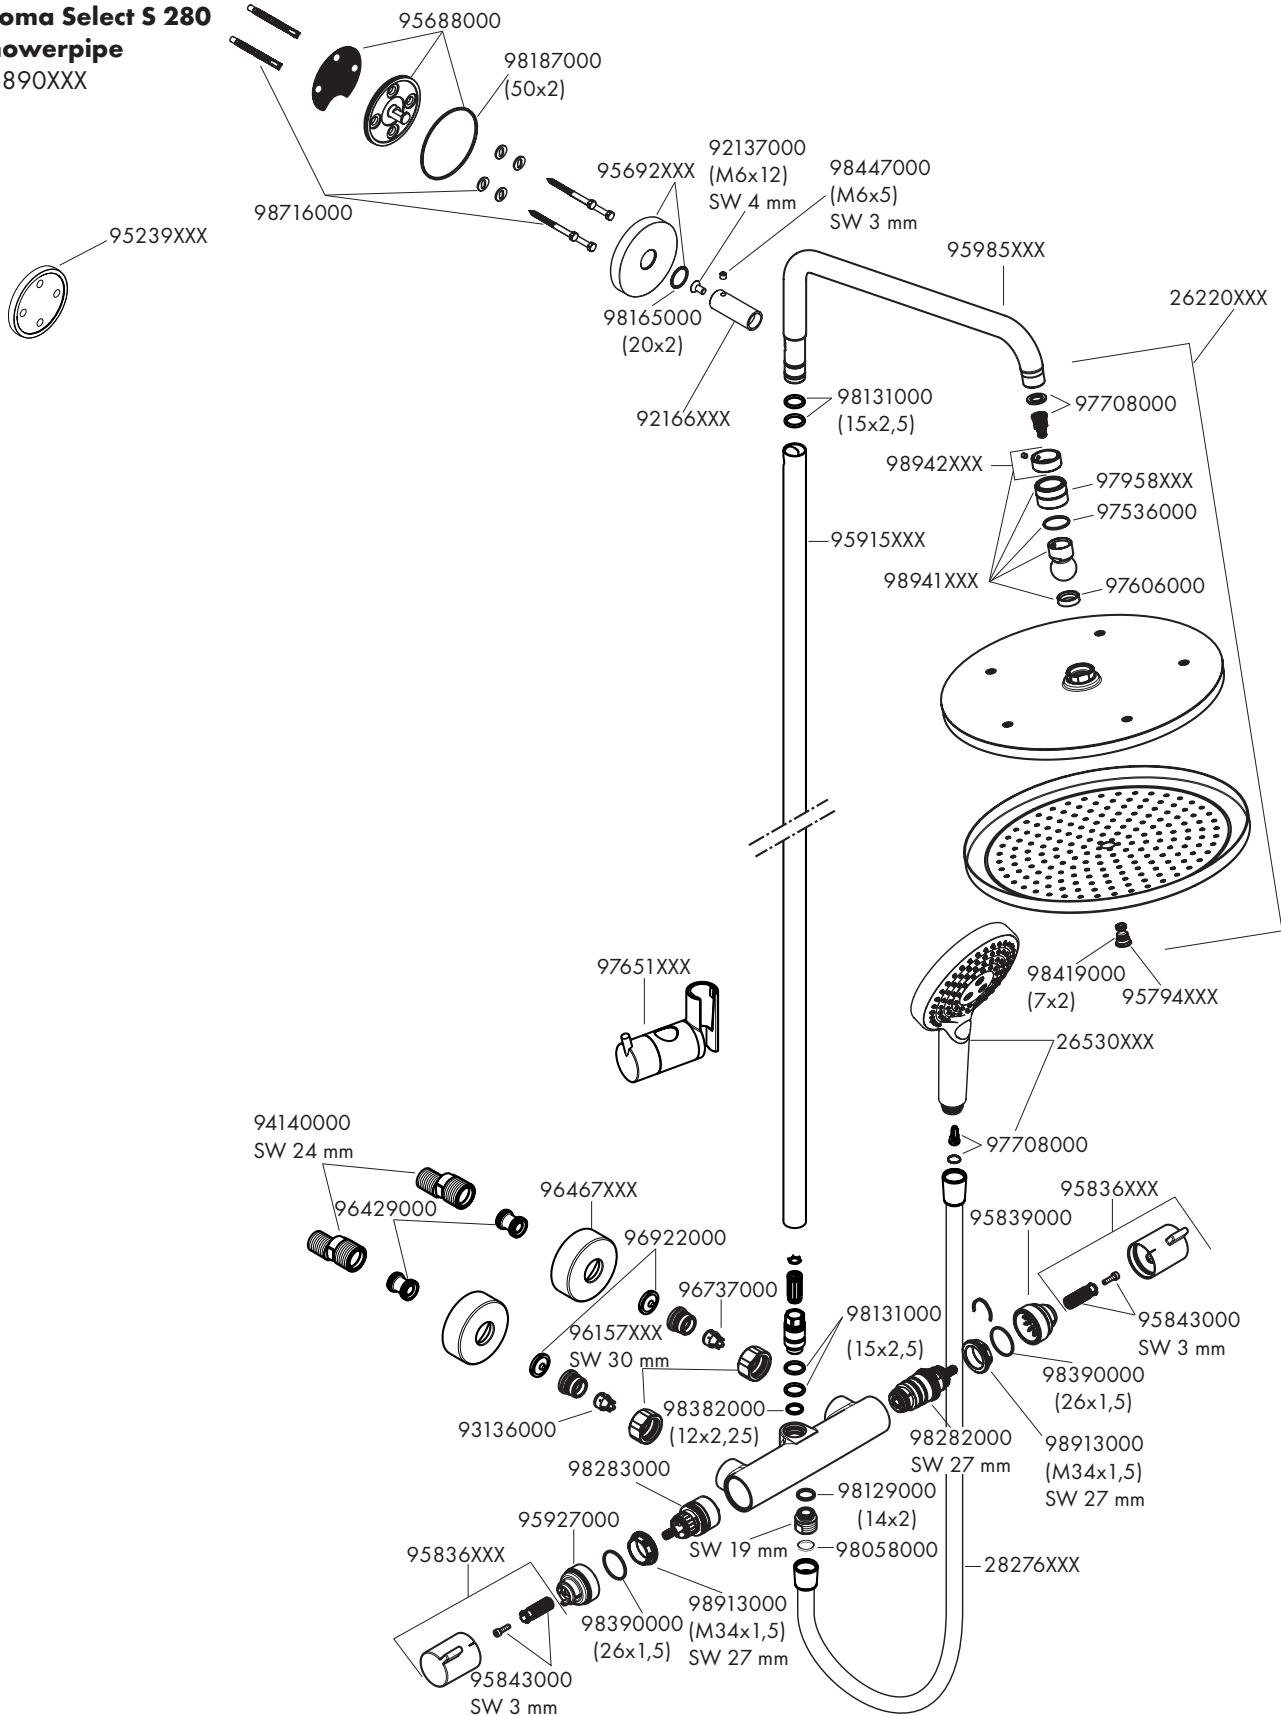 oma Select S 280
owerpipe
890XXX
95688000
98187000
(50x2)
92137000
(M6x12)
SW 4 mm
95692XXX
98447000
(M6x5)
SW 3 mm
98716000
95239XXX
95985XXX
26220XXX
98165000
(20x2)
92166XXX
98131000
(15x2,5)
97708000
98942XXX
97958XXX
97536000
95915XXX
98941XXX
97606000
97651XXX
98419000
(7x2)
95794XXX
26530XXX
94140000
SW 24 mm
97708000
96429000
96467XXX
95836XXX
95839000
96922000
96737000
98131000
(15x2,5)
96157XXX
SW 30 mm
95843000
SW 3 mm
98390000
(26x1,5)
93136000
98382000
(12x2,25)
98282000
SW 27 mm
98913000
(M34x1,5)
SW 27 mm
98283000
98129000
(14x2)
95927000
SW 19 mm
98058000
95836XXX
28276XXX
98390000
(26x1,5)
98913000
(M34x1,5)
SW 27 mm
95843000
SW 3 mm